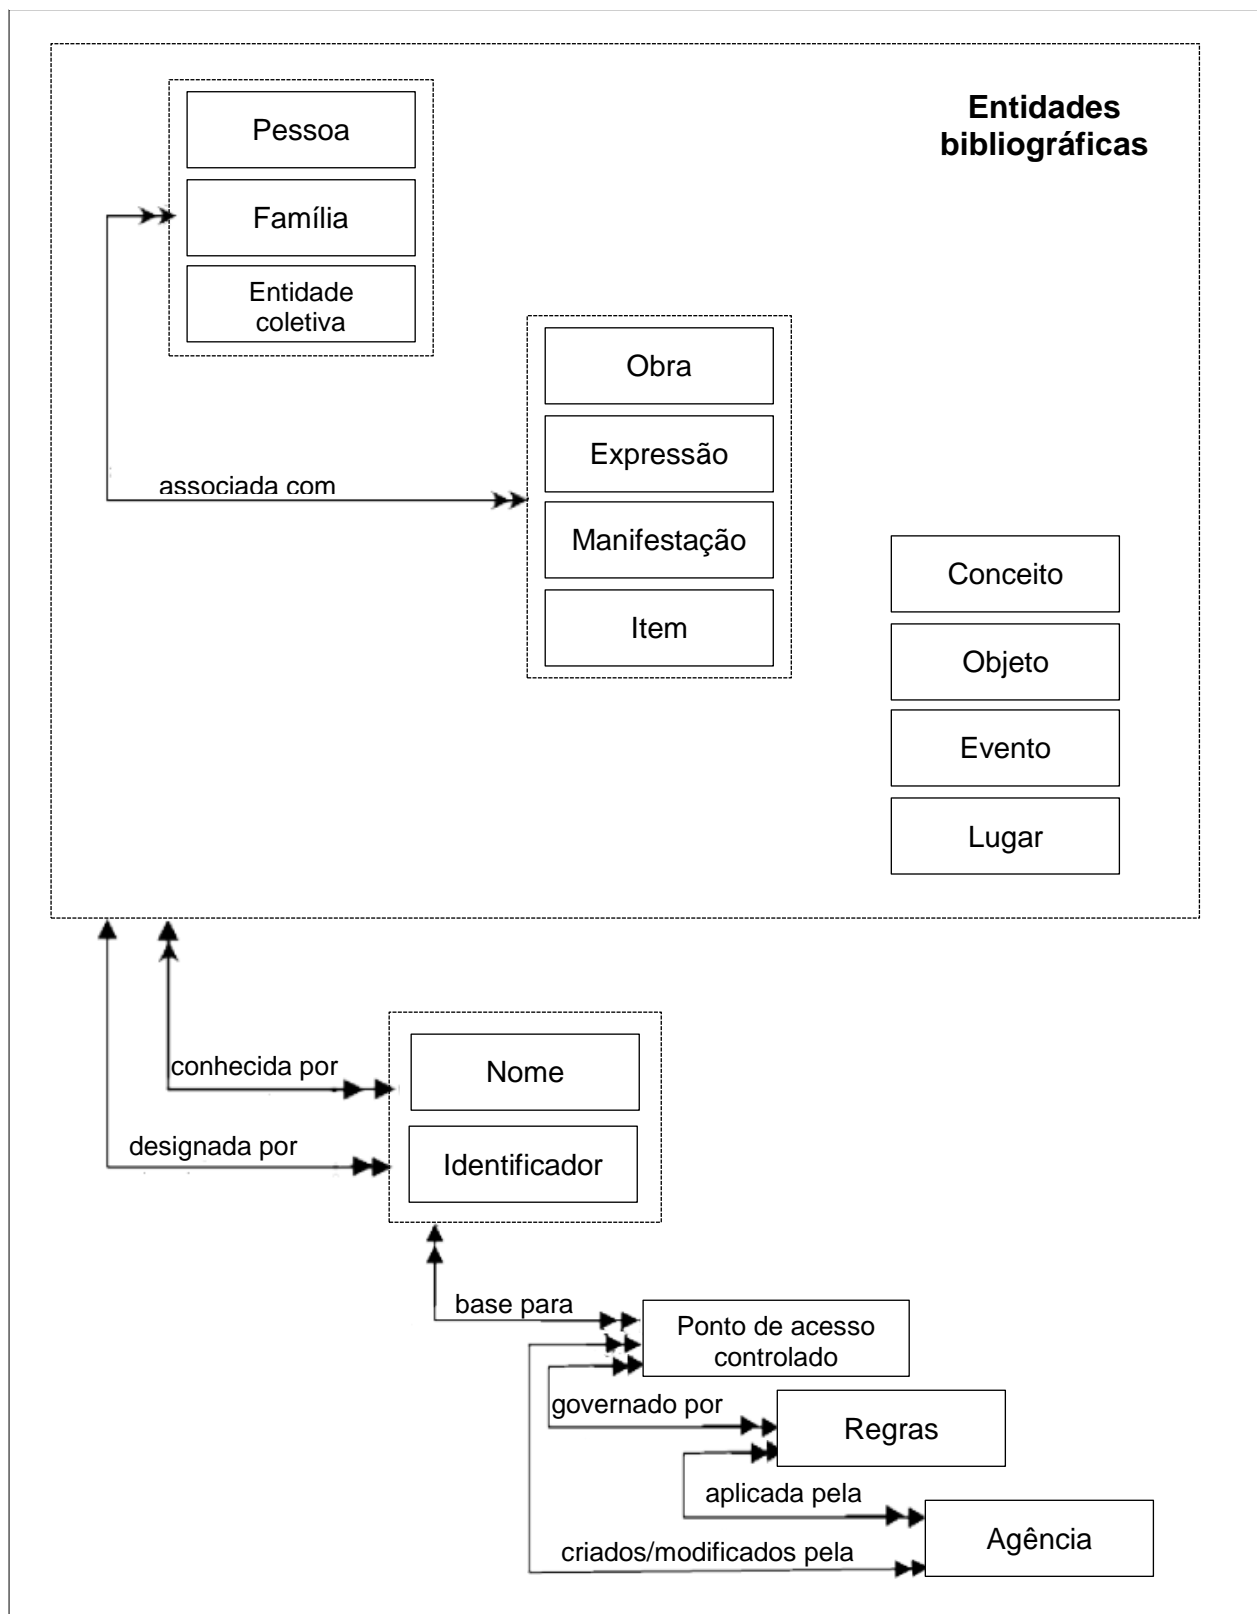 Entidades
bibliográficas
Pessoa
Família
Entidade
coletiva
Obra
Expressão
Manifestação
Item
associada com
Conceito
Objeto
Evento
Lugar
conhecida por
Nome
designada por
Identificador
base para
Ponto de acesso
controlado
governado por
Regras
aplicada pela
Agência
criados/modificados pela